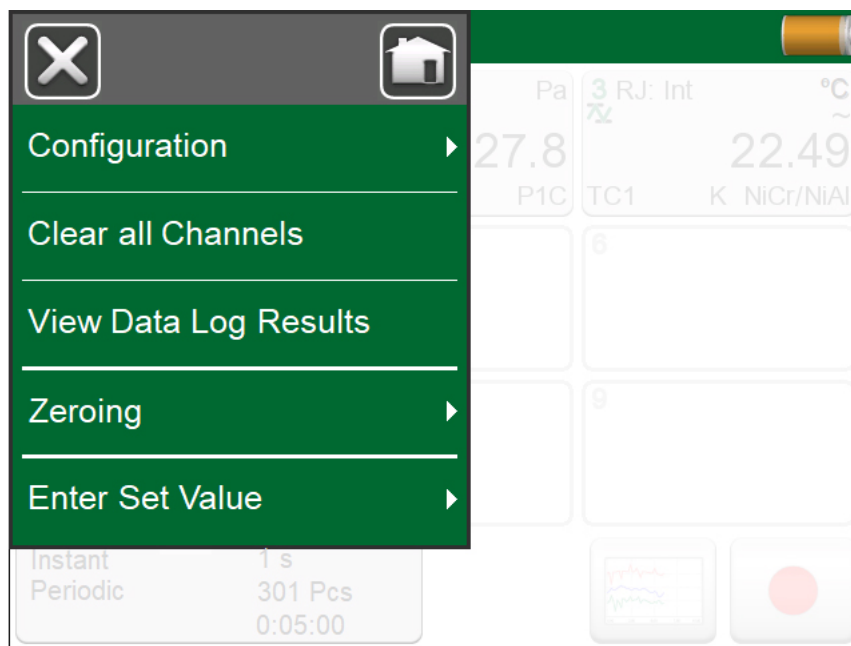 Configuration
Clear all Channels
View Data Log Results
Zeroing
Enter Set Value
Pa
27.8
P1C
3 RJ: Int °C
~
22.49
TC1 K NiCr/NiAl
6
9
Instant 1 s
Periodic 301 Pcs
0:05:00